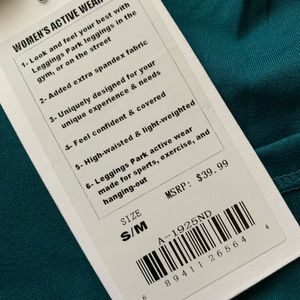 WOMEN'S ACTIVE WEAR
1- Look and feel your best with
Leggings Park leggings in the
gym, or on the street
2- Added extra spandex fabric
3- Uniquely designed for your
unique experience & needs
4- Feel confident & covered
5- High-waisted & light-weighted
6- Leggings Park active wear
made for sports, exercise, and
hanging-out
SIZE
S/M
MSRP: $39.99
A-1925ND
6 89411 26564 4